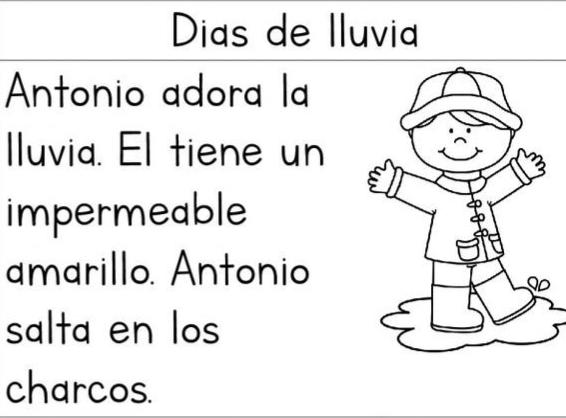 Dias de lluvia
Antonio adora la
lluvia. El tiene un
impermeable
amarillo. Antonio
salta en los
charcos.